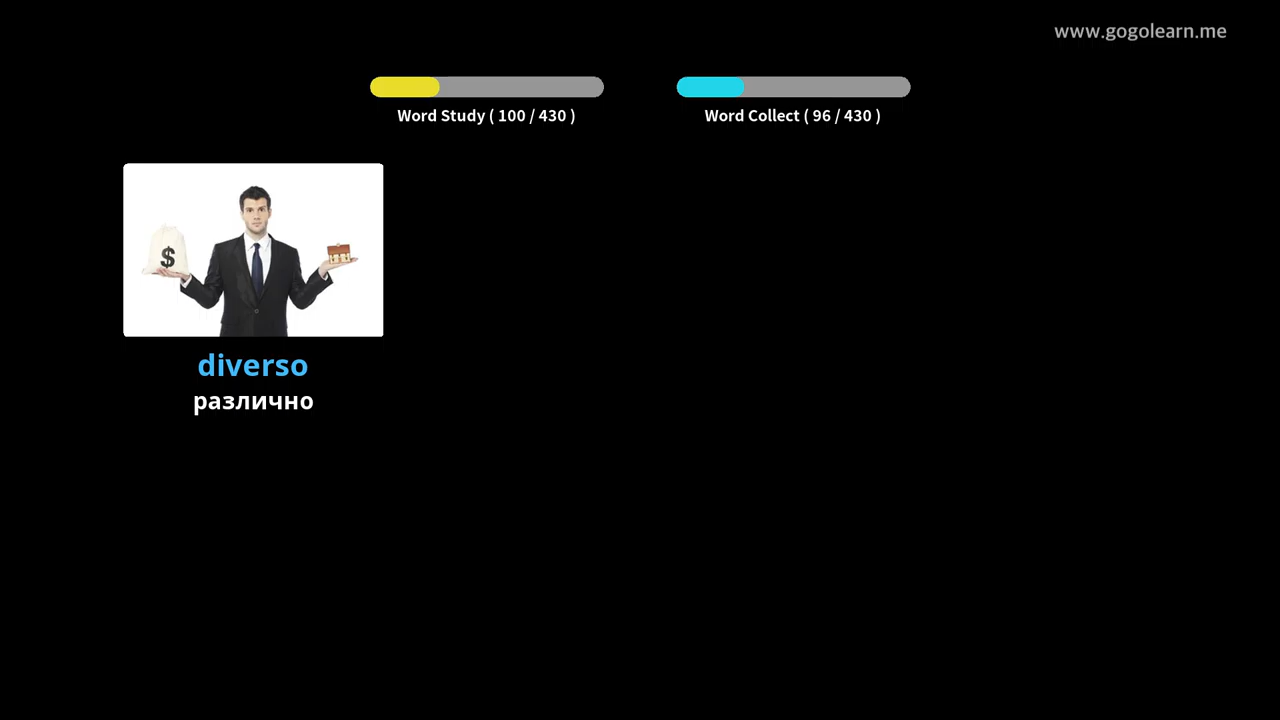 www.gogolearn.me
Word Study ( 100 / 430 )
Word Collect ( 96 / 430 )
$
diverso
различно